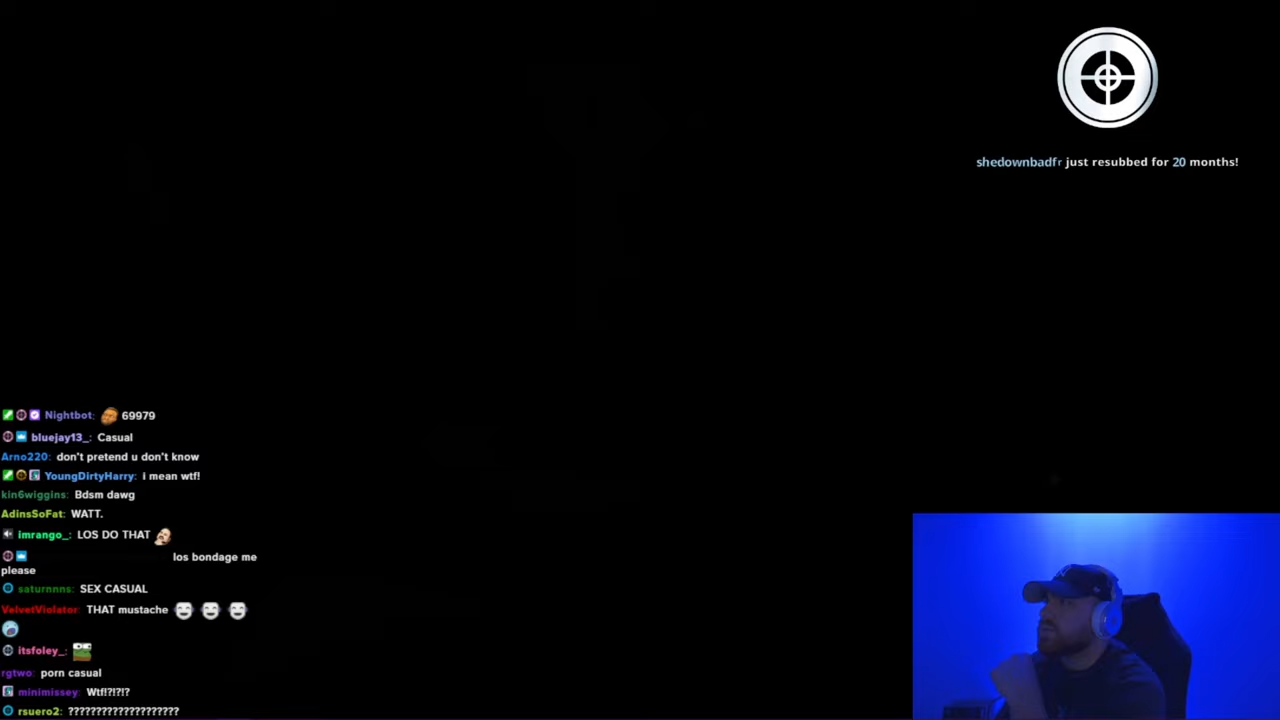 shedownbadfr just resubbed for 20 months!
Nightbot: 69979
bluejay13_: Casual
Arno220: don't pretend u don't know
YoungDirtyHarry: i mean wtf!
kin6wiggins: Bdsm dawg
AdinsSoFat: WATT.
imrango_: LOS DO THAT
los bondage me
please
saturnnns: SEX CASUAL
VelvetViolator: THAT mustache
itsfoley_:
rgtwo: porn casual
minimissey: Wtf!?!?!?
rsuero2: ????????????????????